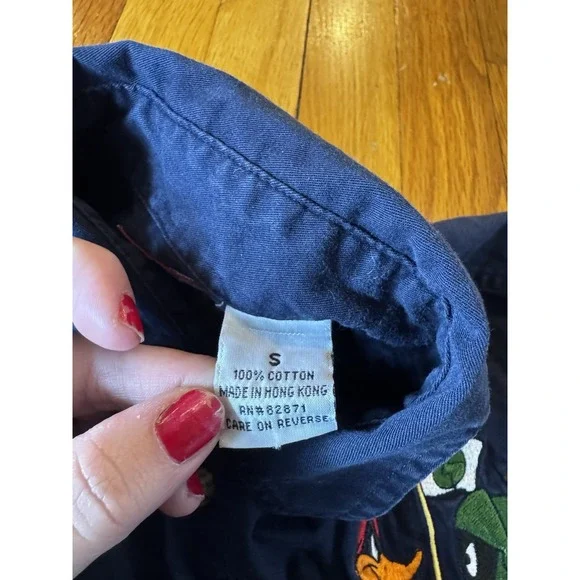 S
100% COTTON
MADE IN HONG KONG
RN#82871
CARE ON REVERSE